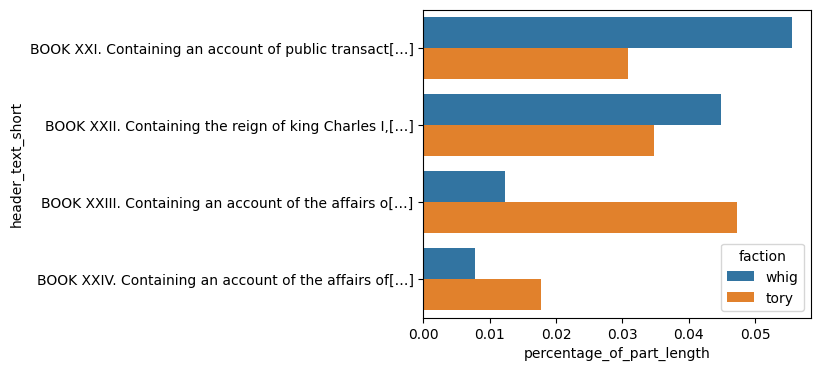 BOOK XXI. Containing an account of public transact[...]
BOOK XXII. Containing the reign of king Charles I,[...]
BOOK XXIII. Containing an account of the affairs o[...]
BOOK XXIV. Containing an account of the affairs of[...]
header_text_short
faction
whig
tory
0.00 0.01 0.02 0.03 0.04 0.05
percentage_of_part_length